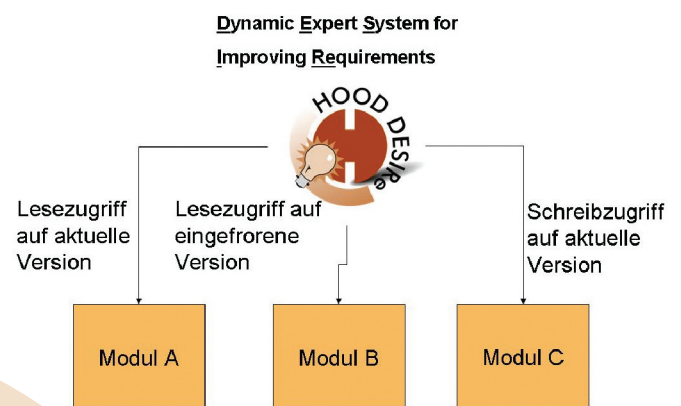 Dynamic Expert System for
Improving Requirements
HOOD DESIRe
Lesezugriff
auf aktuelle
Version
Lesezugriff auf
eingefrorene
Version
Schreibzugriff
auf aktuelle
Version
Modul A
Modul B
Modul C